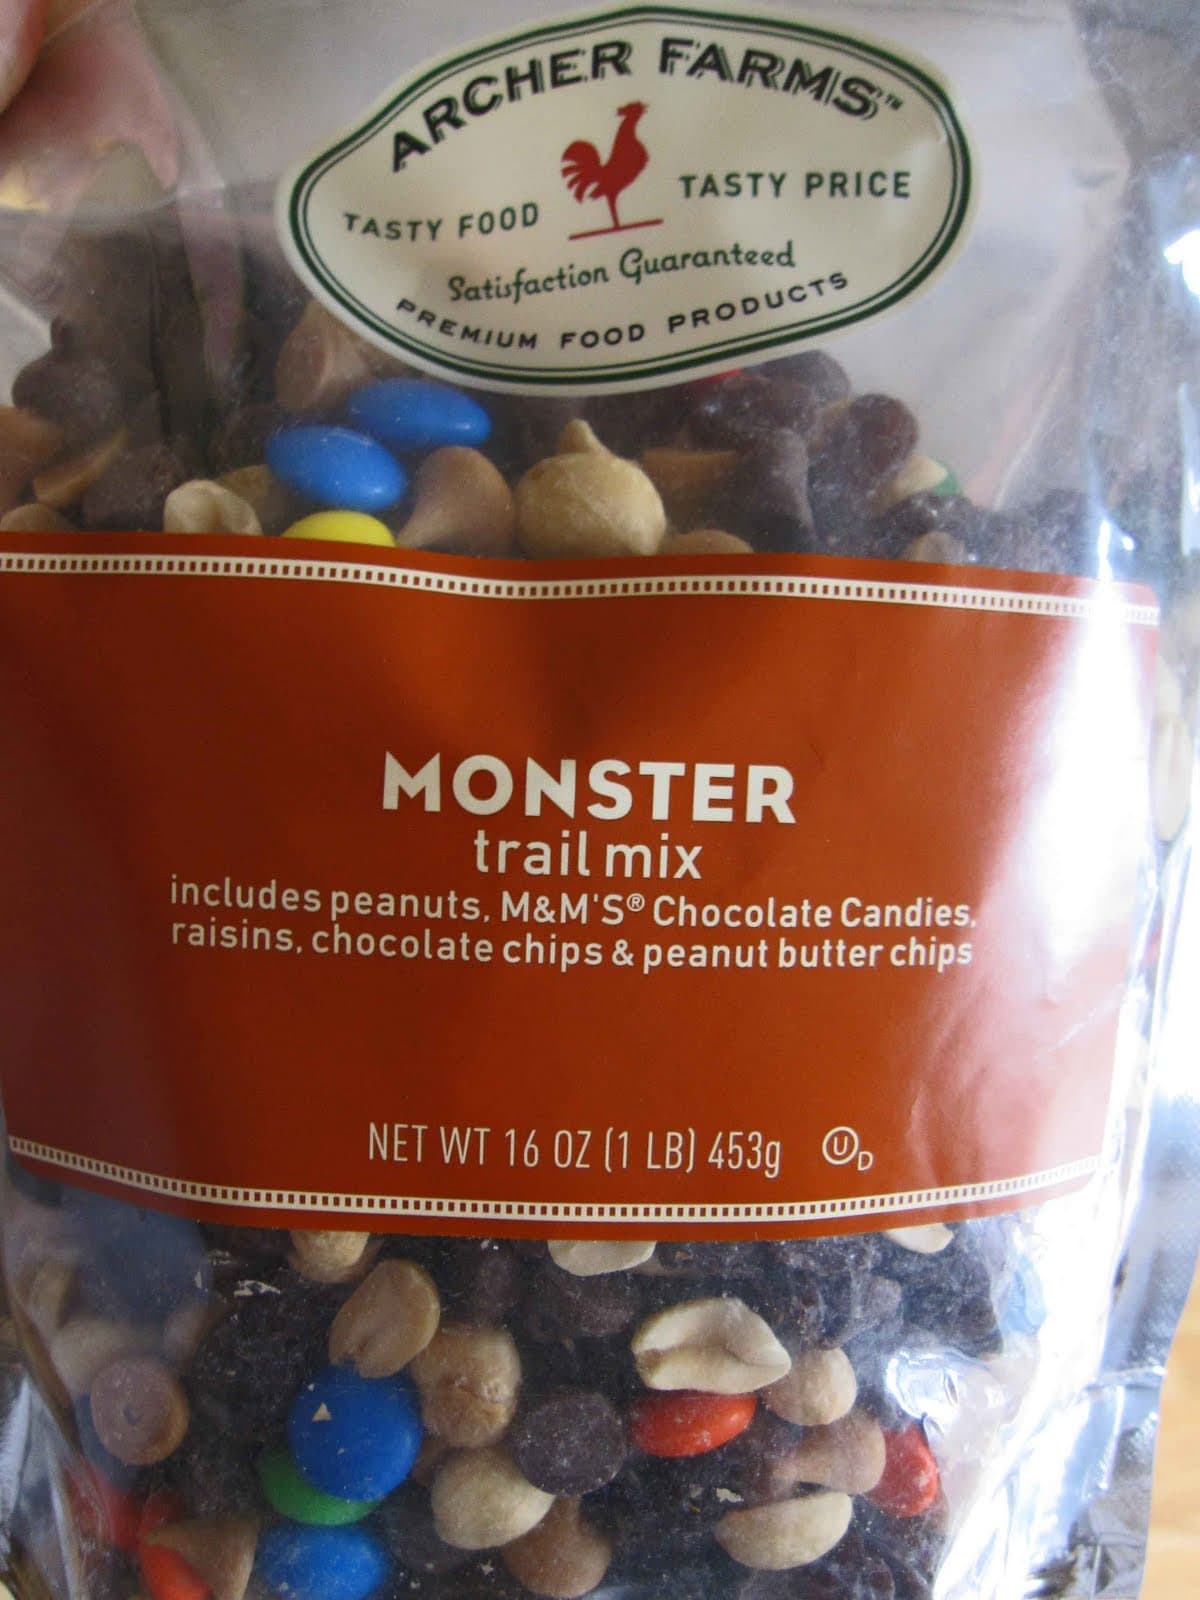 ARCHER FARMS™
TASTY FOOD TASTY PRICE
Satisfaction Guaranteed
PREMIUM FOOD PRODUCTS
MONSTER
trail mix
includes peanuts, M&M'S® Chocolate Candies,
raisins, chocolate chips & peanut butter chips
NET WT 16 OZ (1 LB) 453g Ⓤ D